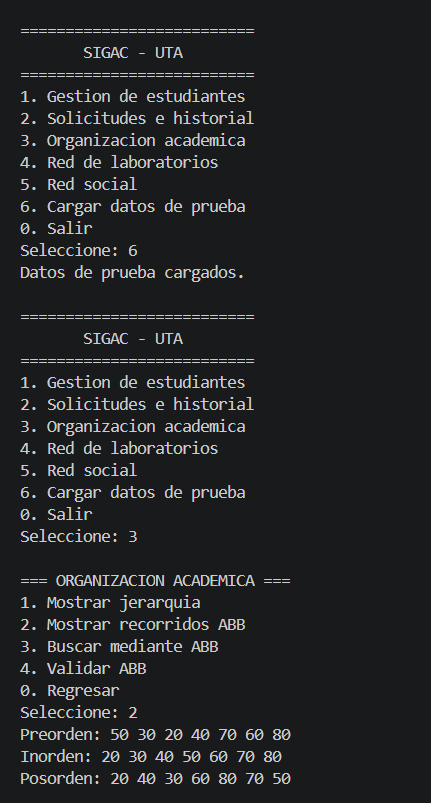 ==========================
SIGAC - UTA
==========================
1. Gestion de estudiantes
2. Solicitudes e historial
3. Organizacion academica
4. Red de laboratorios
5. Red social
6. Cargar datos de prueba
0. Salir
Seleccione: 6
Datos de prueba cargados.
==========================
SIGAC - UTA
==========================
1. Gestion de estudiantes
2. Solicitudes e historial
3. Organizacion academica
4. Red de laboratorios
5. Red social
6. Cargar datos de prueba
0. Salir
Seleccione: 3
=== ORGANIZACION ACADEMICA ===
1. Mostrar jerarquia
2. Mostrar recorridos ABB
3. Buscar mediante ABB
4. Validar ABB
0. Regresar
Seleccione: 2
Preorden: 50 30 20 40 70 60 80
Inorden: 20 30 40 50 60 70 80
Posorden: 20 40 30 60 80 70 50